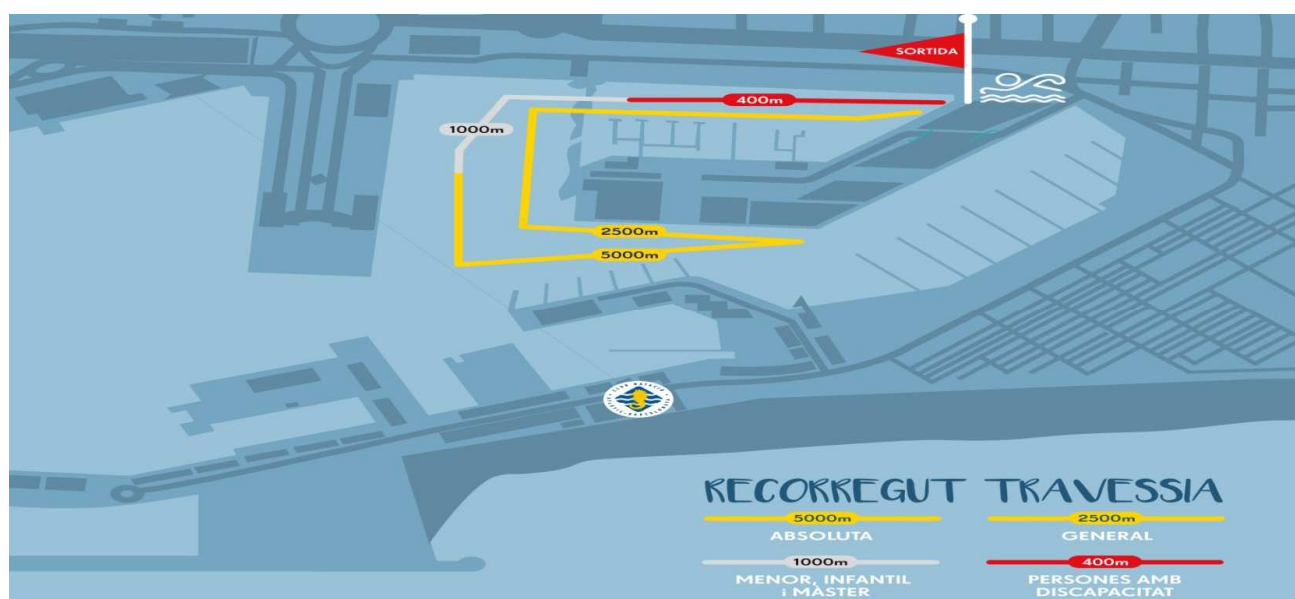 SORTIDA
400m
1000m
2500m
5000m
RECORREGUT TRAVESSIA
5000m
ABSOLUTA
2500m
GENERAL
1000m
MENOR, INFANTIL
i MÀSTER
400m
PERSONES AMB
DISCAPACITAT